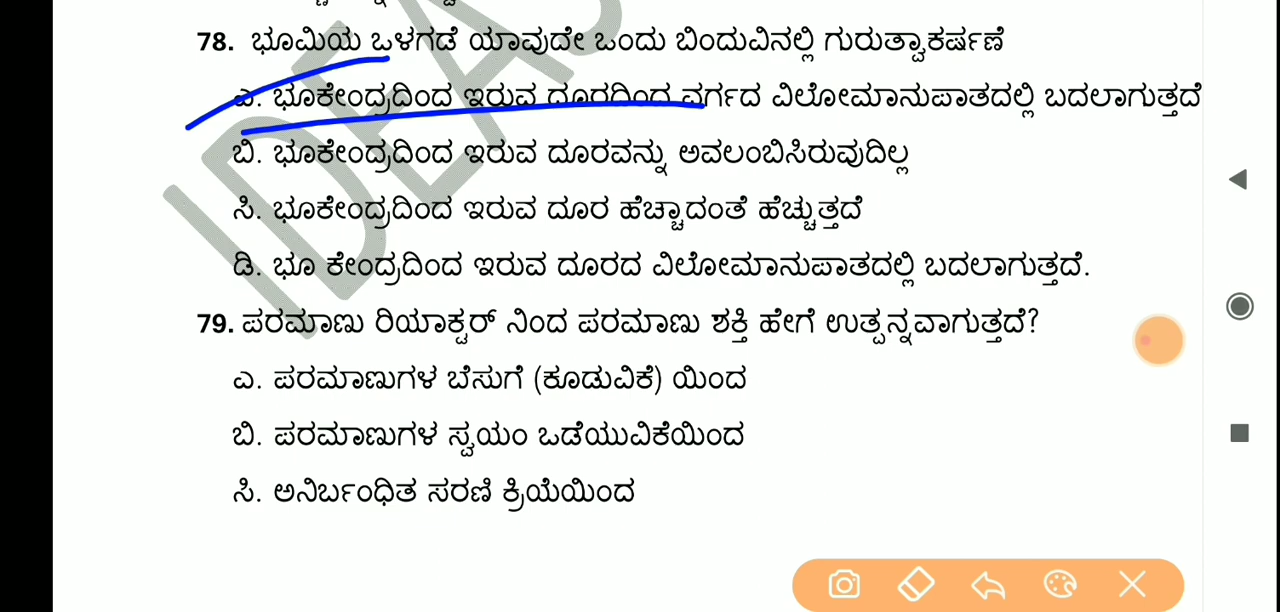 78. ಭೂಮಿಯ ಒಳಗಡೆ ಯಾವುದೇ ಒಂದು ಬಿಂದುವಿನಲ್ಲಿ ಗುರುತ್ವಾಕರ್ಷಣೆ
ಎ. ಭೂಕೇಂದ್ರದಿಂದ ಇರುವ ದೂರದಿಂದ ವರ್ಗದ ವಿಲೋಮಾನುಪಾತದಲ್ಲಿ ಬದಲಾಗುತ್ತದೆ
ಬಿ. ಭೂಕೇಂದ್ರದಿಂದ ಇರುವ ದೂರವನ್ನು ಅವಲಂಬಿಸಿರುವುದಿಲ್ಲ
ಸಿ. ಭೂಕೇಂದ್ರದಿಂದ ಇರುವ ದೂರ ಹೆಚ್ಚಾದಂತೆ ಹೆಚ್ಚುತ್ತದೆ
ಡಿ. ಭೂ ಕೇಂದ್ರದಿಂದ ಇರುವ ದೂರದ ವಿಲೋಮಾನುಪಾತದಲ್ಲಿ ಬದಲಾಗುತ್ತದೆ.
79. ಪರಮಾಣು ರಿಯಾಕ್ಟರ್ ನಿಂದ ಪರಮಾಣು ಶಕ್ತಿ ಹೇಗೆ ಉತ್ಪನ್ನವಾಗುತ್ತದೆ?
ಎ. ಪರಮಾಣುಗಳ ಬೆಸುಗೆ (ಕೂಡುವಿಕೆ) ಯಿಂದ
ಬಿ. ಪರಮಾಣುಗಳ ಸ್ವಯಂ ಒಡೆಯುವಿಕೆಯಿಂದ
ಸಿ. ಅನಿರ್ಬಂಧಿತ ಸರಣಿ ಕ್ರಿಯೆಯಿಂದ